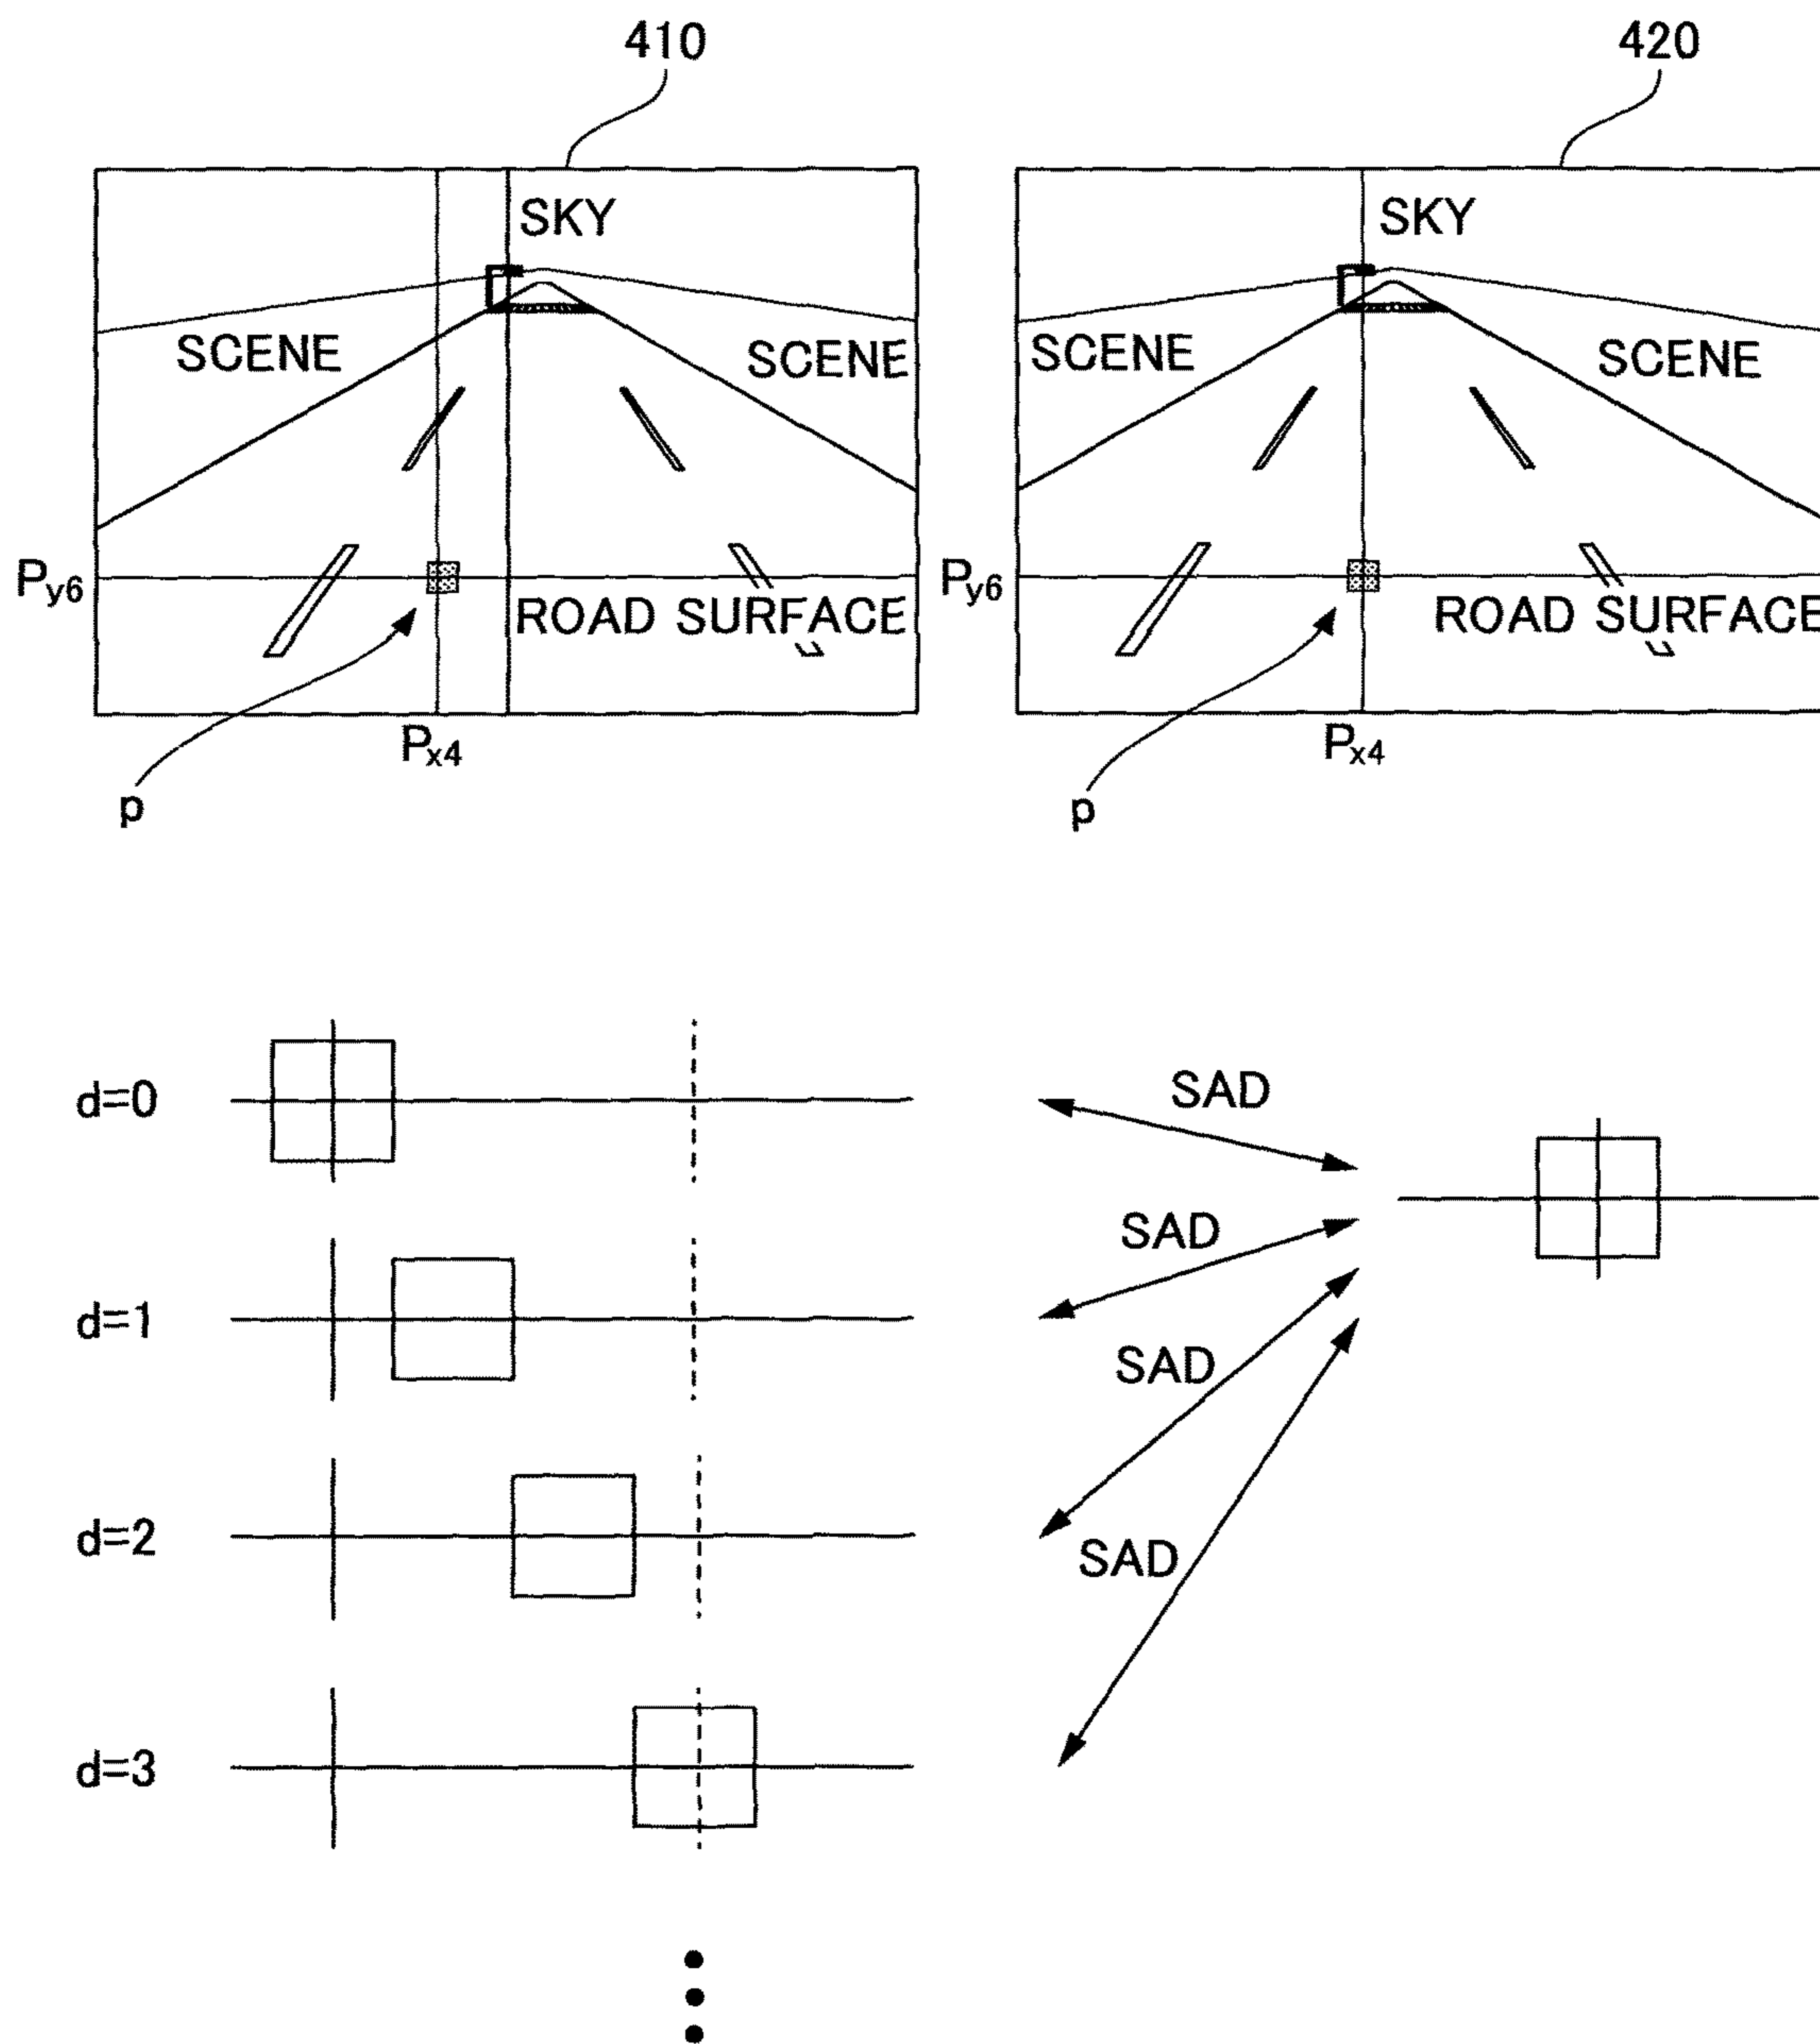 410
420
SKY
SKY
SCENE
SCENE
SCENE
SCENE
Py6
Py6
ROAD SURFACE
ROAD SURFACE
Px4
Px4
p
p
d=0
SAD
d=1
SAD
SAD
d=2
SAD
d=3